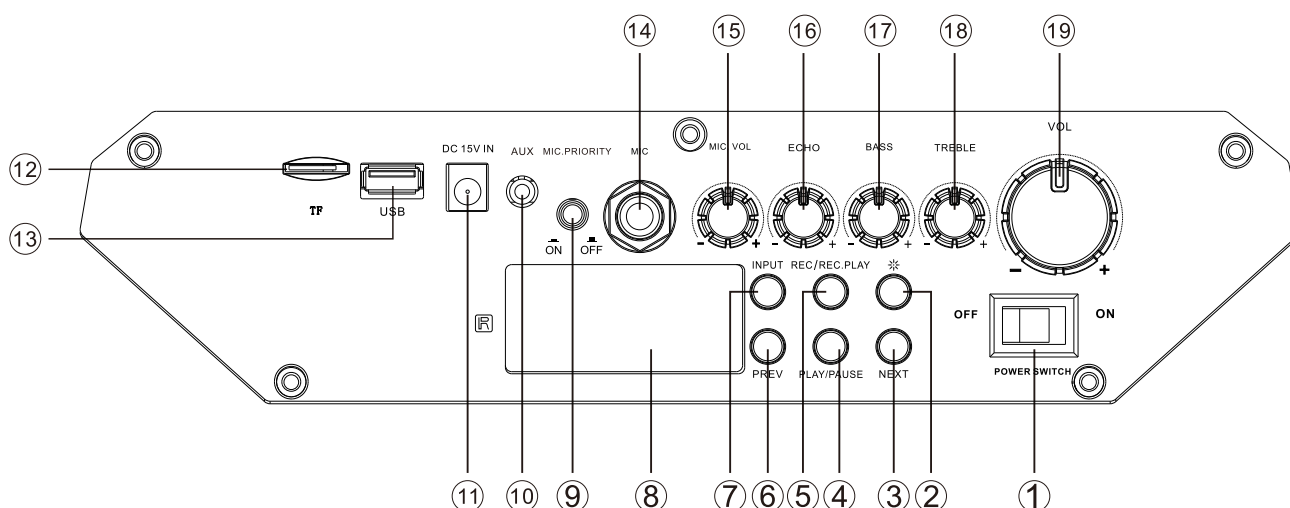 14 15 16 17 18 19
VOL
DC 15V IN AUX MIC.PRIORITY MIC MIC VOL ECHO BASS TREBLE
12
TF USB
13
ON OFF - + - + - + - + - +
INPUT REC/REC.PLAY
OFF ON
IR
PREV PLAY/PAUSE NEXT POWER SWITCH
11 10 9 8 7 6 5 4 3 2 1